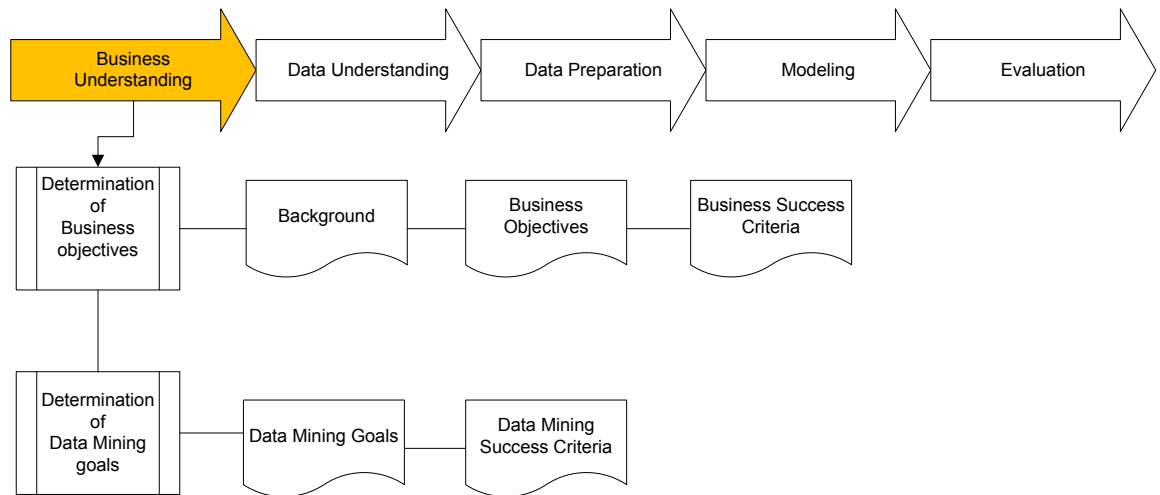 Business
Understanding
Data Understanding
Data Preparation
Modeling
Evaluation
Determination
of
Business
objectives
Background
Business
Objectives
Business Success
Criteria
Determination
of
Data Mining
goals
Data Mining Goals
Data Mining
Success Criteria